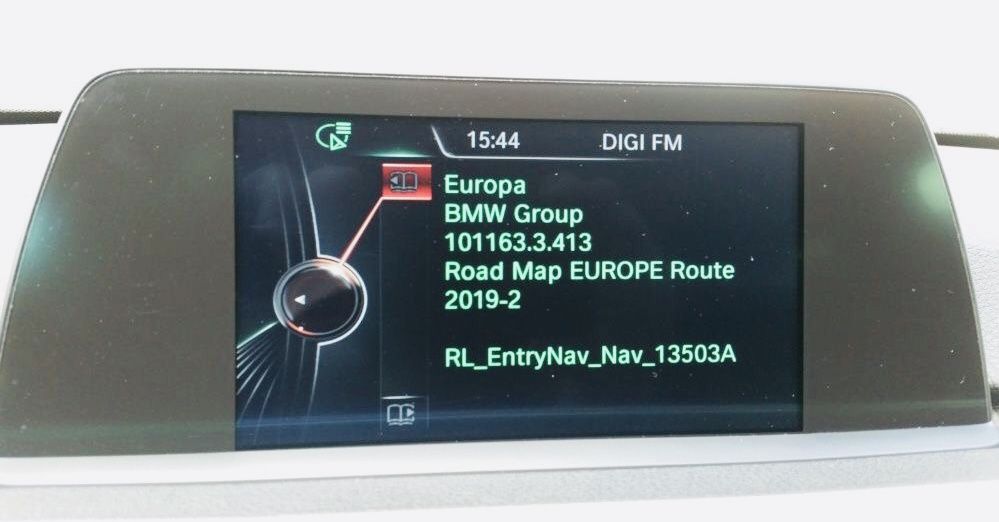 15:44 DIGI FM
Europa
BMW Group
101163.3.413
Road Map EUROPE Route
2019-2
RL_EntryNav_Nav_13503A